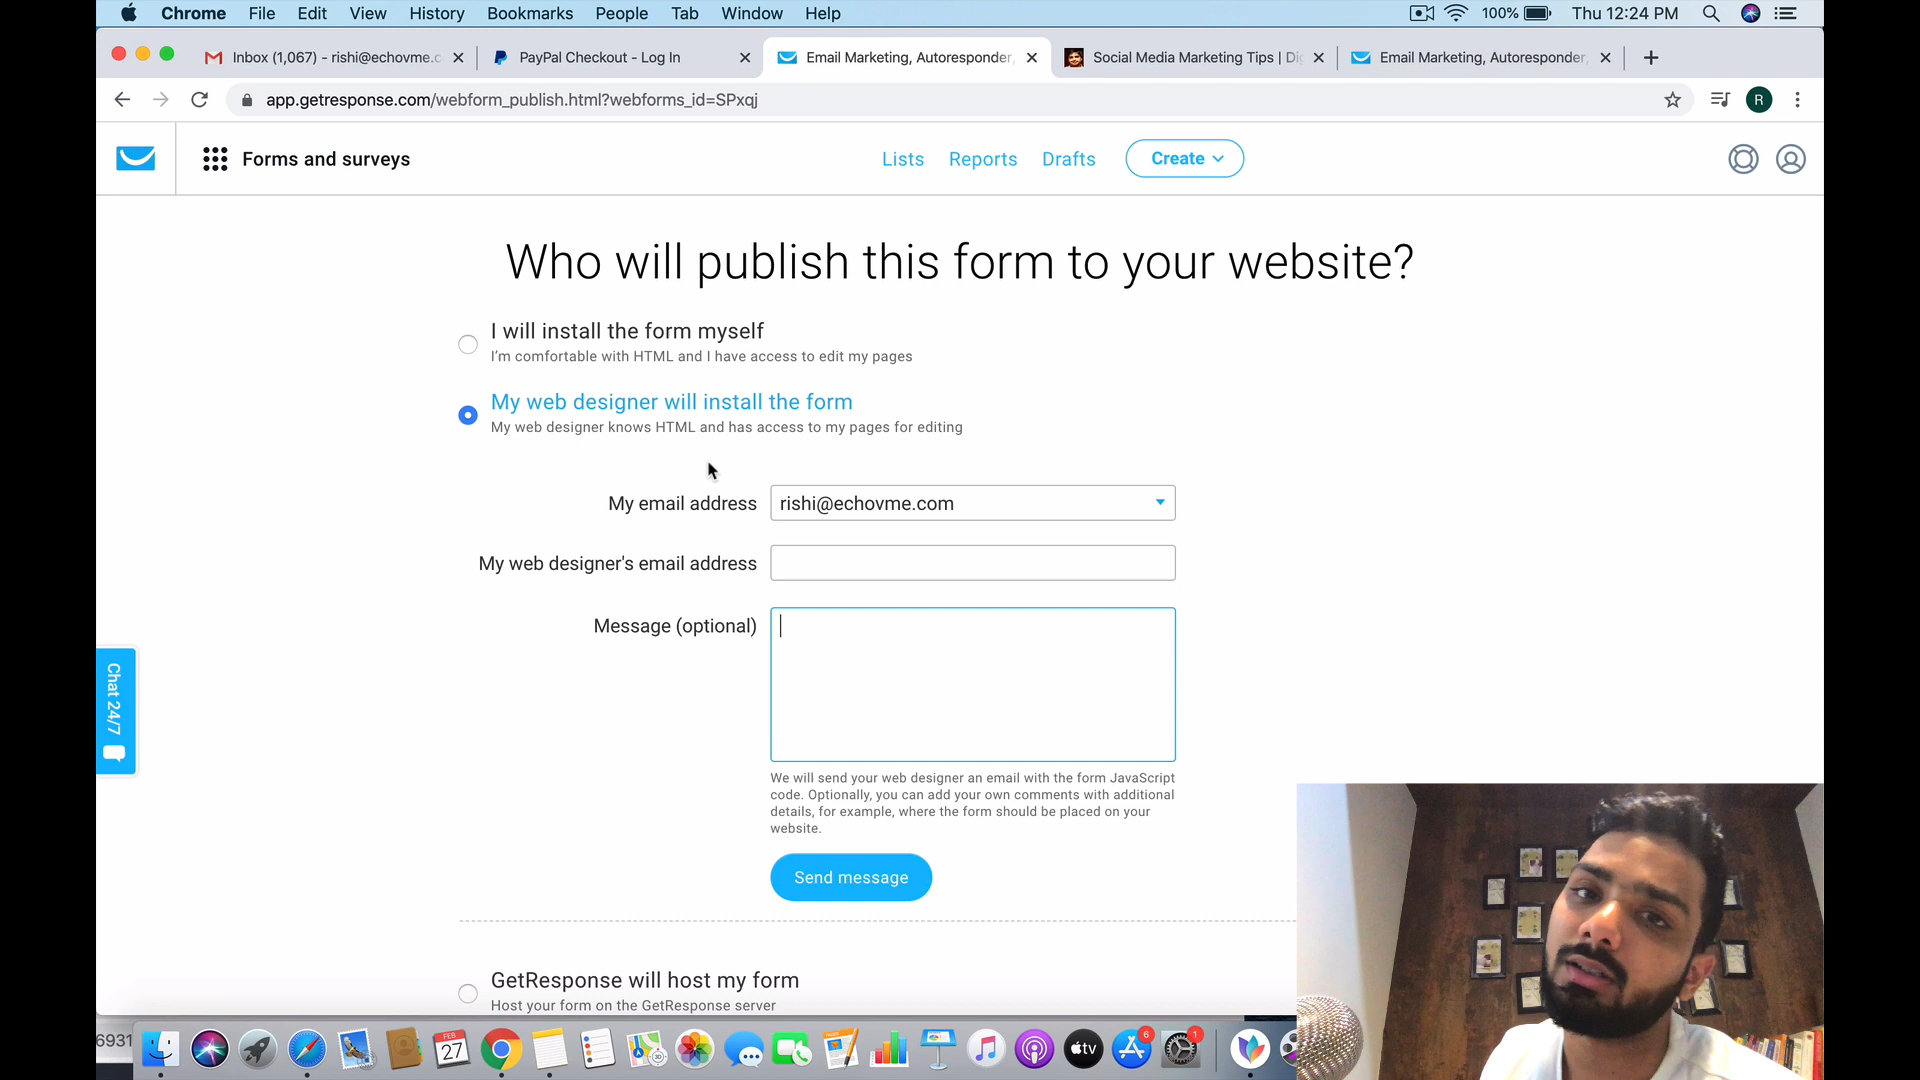 Chrome File Edit View History Bookmarks People Tab Window Help 100% Thu 12:24 PM
Inbox (1,067) - rishi@echovme.c PayPal Checkout - Log In Email Marketing, Autoresponder, Social Media Marketing Tips | Di Email Marketing, Autoresponder,
app.getresponse.com/webform_publish.html?webforms_id=SPxqj R
Forms and surveys Lists Reports Drafts Create
Who will publish this form to your website?
I will install the form myself
I'm comfortable with HTML and I have access to edit my pages
My web designer will install the form
My web designer knows HTML and has access to my pages for editing
My email address rishi@echovme.com
My web designer's email address
Message (optional)
Chat 24/7
We will send your web designer an email with the form JavaScript
code. Optionally, you can add your own comments with additional
details, for example, where the form should be placed on your
website.
Send message
GetResponse will host my form
Host your form on the GetResponse server
6931
FEB
27
3D
tv
6
1